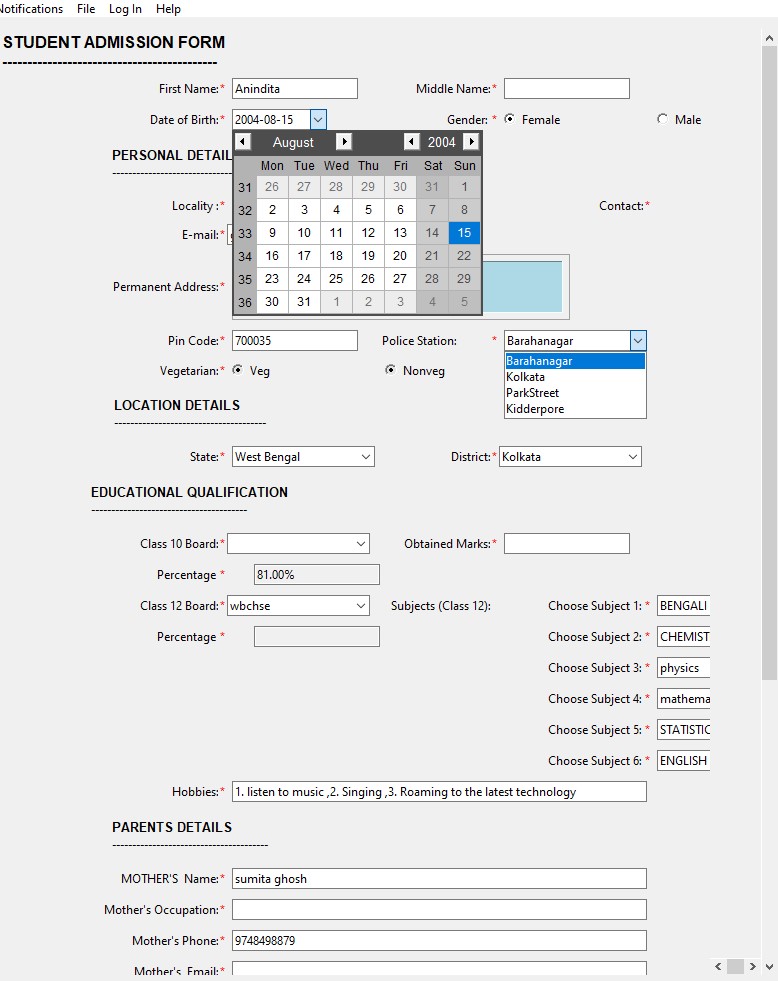 Notifications File Log In Help
STUDENT ADMISSION FORM
--------------------------------------------
First Name:* Anindita Middle Name:*
Date of Birth:* 2004-08-15 Gender: * Female Male
August 2004
PERSONAL DETAIL
Mon Tue Wed Thu Fri Sat Sun
31 26 27 28 29 30 31 1
Locality :* 32 2 3 4 5 6 7 8 Contact:*
E-mail:* 33 9 10 11 12 13 14 15
34 16 17 18 19 20 21 22
Permanent Address:* 35 23 24 25 26 27 28 29
36 30 31 1 2 3 4 5
Pin Code:* 700035 Police Station: * Barahanagar
Barahanagar
Vegetarian:* Veg Nonveg Kolkata
ParkStreet
Kidderpore
LOCATION DETAILS
----------------------------------------
State:* West Bengal District:* Kolkata
EDUCATIONAL QUALIFICATION
----------------------------------------
Class 10 Board:* Obtained Marks:*
Percentage * 81.00%
Class 12 Board:* wbchse Subjects (Class 12): Choose Subject 1: * BENGALI
Percentage * Choose Subject 2: * CHEMIST
Choose Subject 3: * physics
Choose Subject 4: * mathema
Choose Subject 5: * STATISTIC
Choose Subject 6: * ENGLISH
Hobbies:* 1. listen to music ,2. Singing ,3. Roaming to the latest technology
PARENTS DETAILS
----------------------------------------
MOTHER'S Name:* sumita ghosh
Mother's Occupation:*
Mother's Phone:* 9748498879
Mother's Email:*